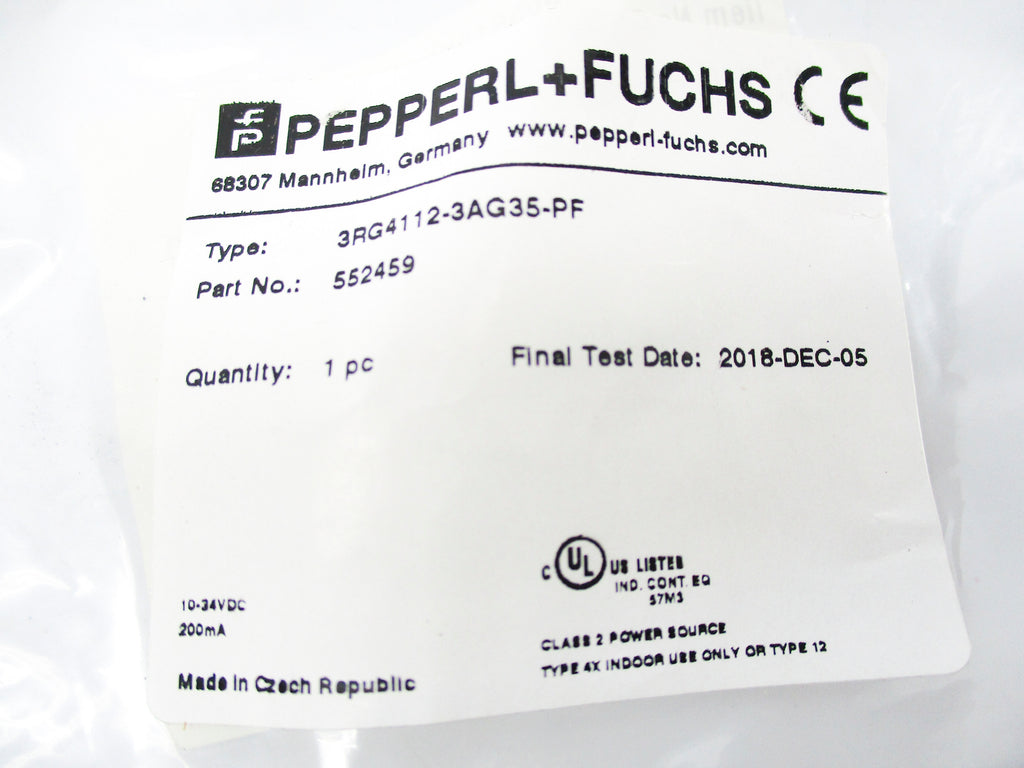 PEPPERL+FUCHS CE
68307 Mannheim, Germany www.pepperl-fuchs.com
Type: 3RG4112-3AG35-PF
Part No.: 552459
Quantity: 1 pc Final Test Date: 2018-DEC-05
C UL US LISTED
IND. CONT. EQ
57M3
10-34VDC
200mA
CLASS 2 POWER SOURCE
TYPE 4X INDOOR USE ONLY OR TYPE 12
Made in Czech Republic